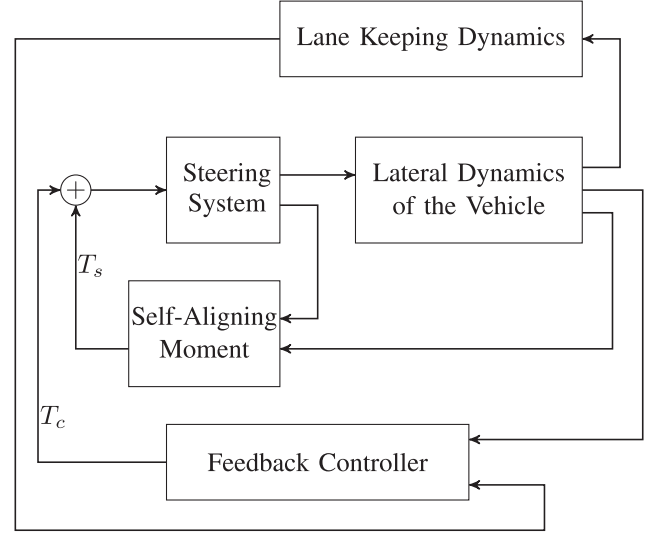 Lane Keeping Dynamics
Steering
System
Lateral Dynamics
of the Vehicle
+
T_s
Self-Aligning
Moment
T_c
Feedback Controller